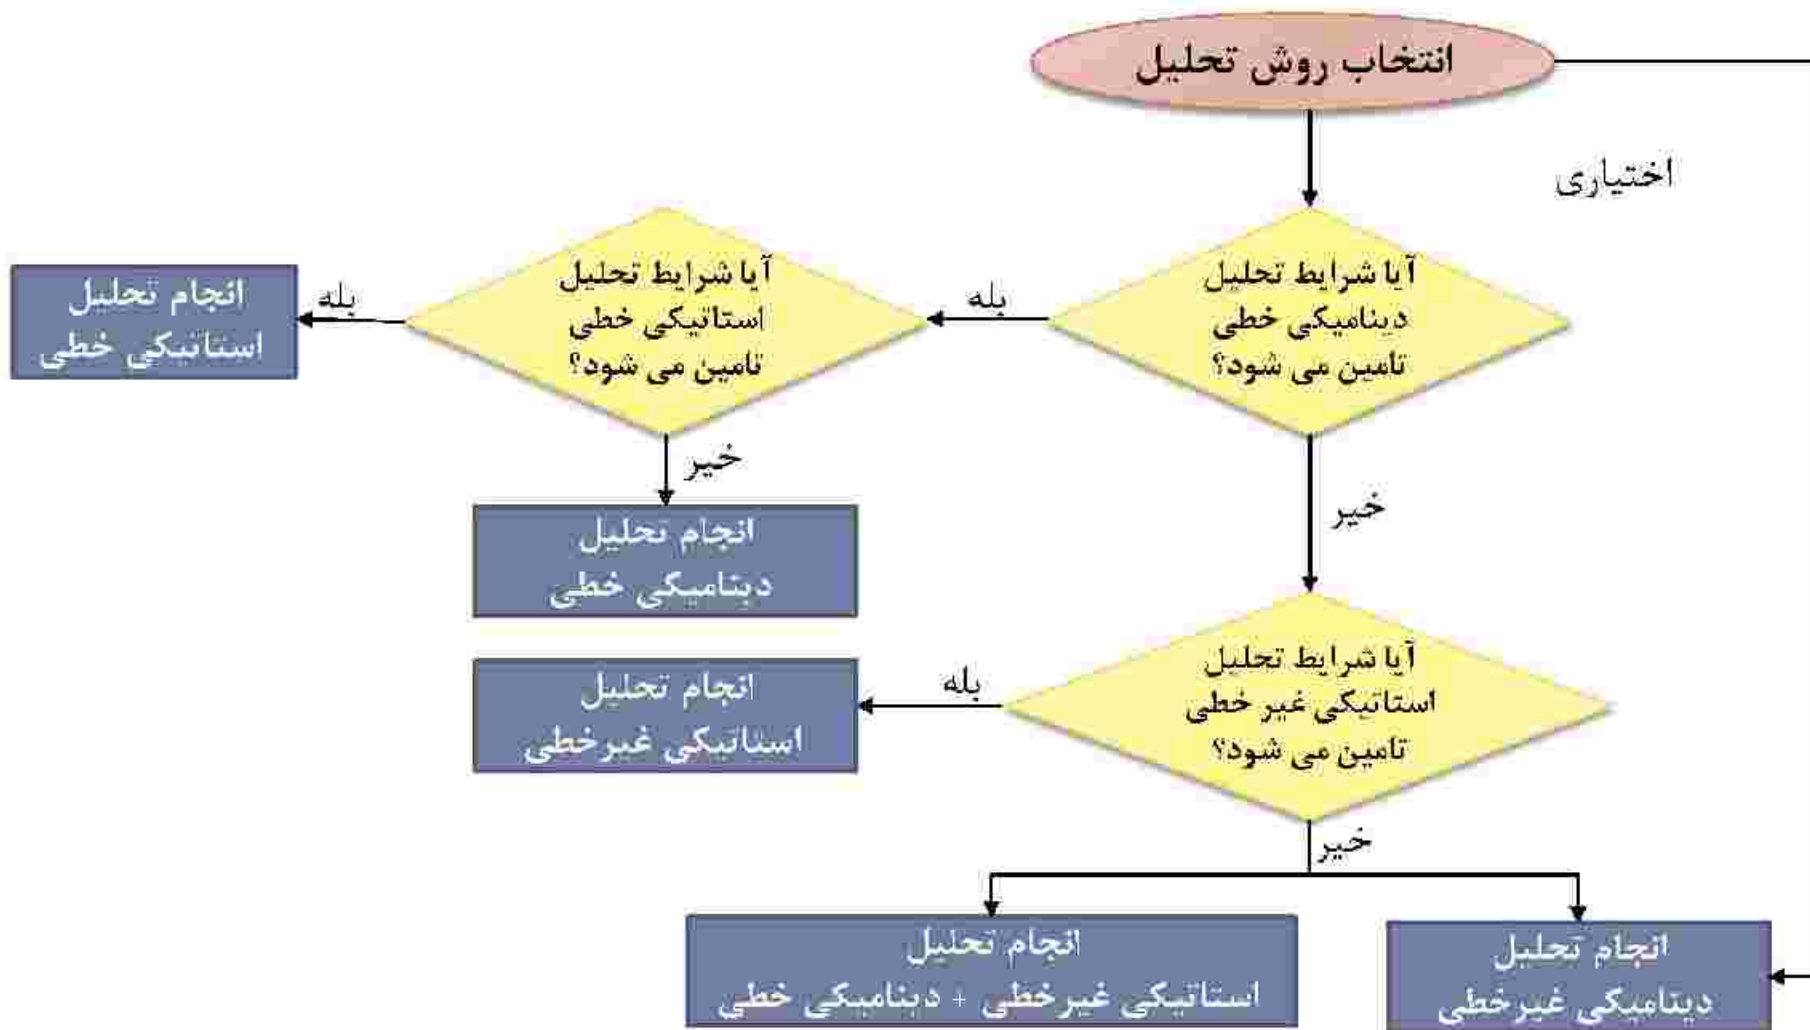 انتخاب روش تحلیل
اختیاری
آیا شرایط تحلیل
دینامیکی خطی
تامین می شود؟
بله
آیا شرایط تحلیل
استاتیکی خطی
تامین می شود؟
بله
انجام تحلیل
استاتیکی خطی
خیر
انجام تحلیل
دینامیکی خطی
خیر
آیا شرایط تحلیل
استاتیکی غیر خطی
تامین می شود؟
بله
انجام تحلیل
استاتیکی غیرخطی
خیر
انجام تحلیل
دینامیکی غیرخطی
انجام تحلیل
استاتیکی غیرخطی + دینامیکی خطی